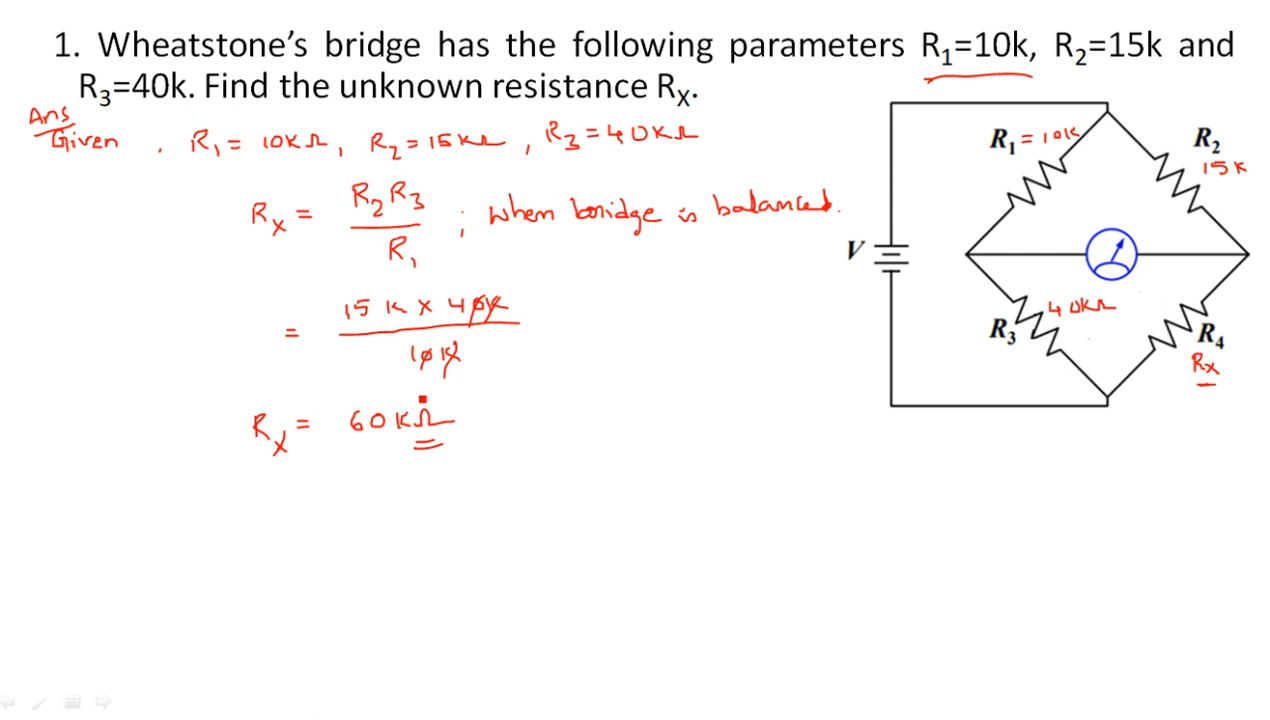 1. Wheatstone's bridge has the following parameters R₁=10k, R₂=15k and
R₃=40k. Find the unknown resistance Rₓ.
Ans
Given , R₁ = 10KΩ, R₂ = 15KΩ, R₃ = 40KΩ
Rₓ = R₂R₃ / R₁ ; when bridge is balanced.
= 15K × 40K / 10K
Rₓ = 60KΩ
R₁ = 10K
R₂
15K
V
R₃
40KΩ
R₄
Rₓ